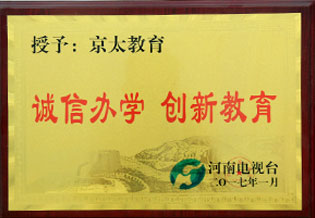 授予：京太教育
诚信办学 创新教育
河南电视台
二〇一七年一月